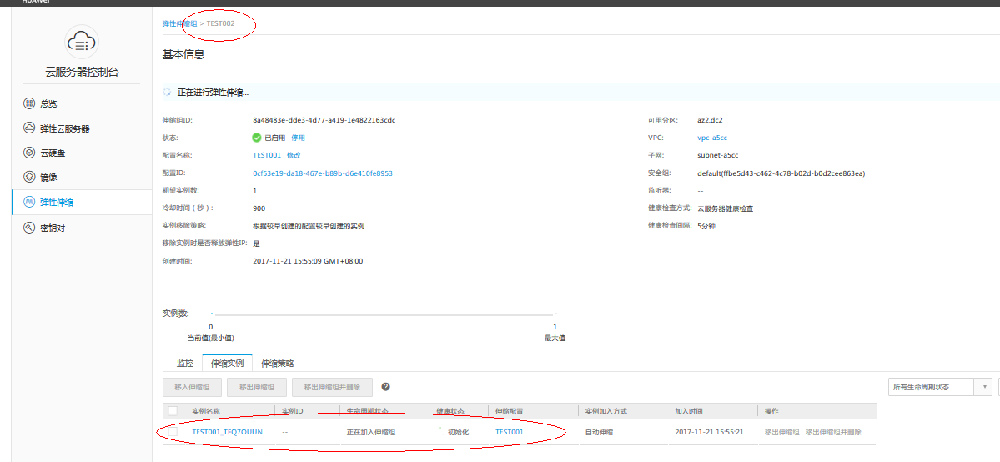 HUAWEI
弹性伸缩组 > TEST002
云服务器控制台
总览
弹性云服务器
云硬盘
镜像
弹性伸缩
密钥对
基本信息
正在进行弹性伸缩...
伸缩组ID: 8a48483e-dde3-4d77-a419-1e4822163cdc
可用分区: az2.dc2
状态: 已启用 停用
VPC: vpc-a5cc
配置名称: TEST001 修改
子网: subnet-a5cc
配置ID: 0cf53e19-da18-467e-b89b-d6e410fe8953
安全组: default(ffbe5d43-c462-4c78-b02d-b0d2cee863ea)
期望实例数: 1
监听器: --
冷却时间（秒）: 900
健康检查方式: 云服务器健康检查
实例移除策略: 根据较早创建的配置较早创建的实例
健康检查间隔: 5分钟
移除实例时是否释放弹性IP: 是
创建时间: 2017-11-21 15:55:09 GMT+08:00
实例数:
0 1
当前值(最小值) 最大值
监控 伸缩实例 伸缩策略
移入伸缩组 移出伸缩组 移出伸缩组并删除 ? 所有生命周期状态
实例名称 实例ID 生命周期状态 健康状态 伸缩配置 实例加入方式 加入时间 操作
TEST001_TFQ7OUUN -- 正在加入伸缩组 初始化 TEST001 自动伸缩 2017-11-21 15:55:21 ... 移出伸缩组 移出伸缩组并删除